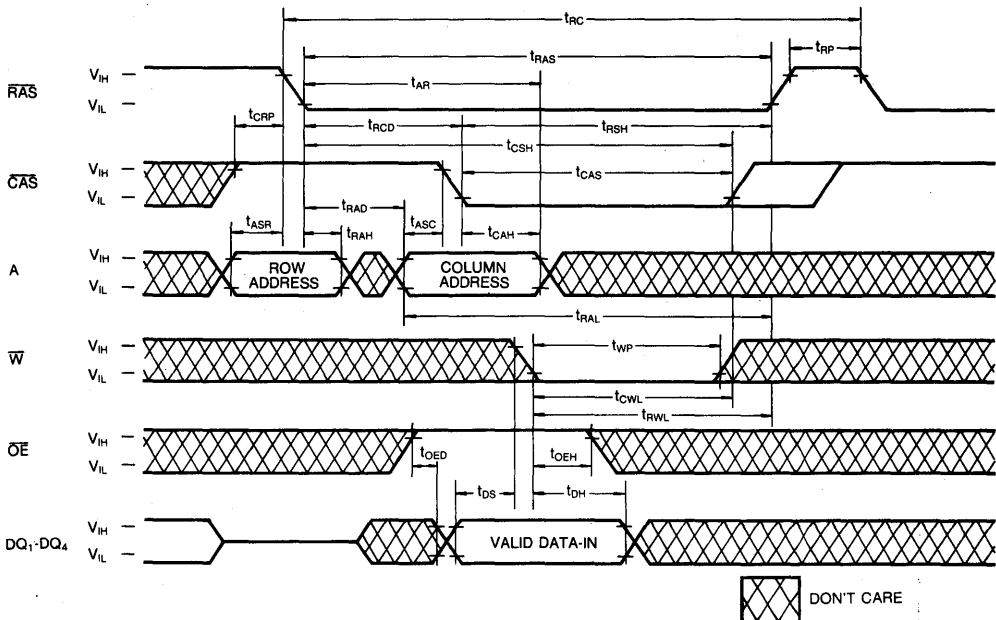 tRC
tRP
tRAS
tAR
RAS
VIH
VIL
tCRP
tRCD
tRSH
tCSH
CAS
VIH
VIL
tCAS
tRAD
tASR
tRAH
tASC
tCAH
A
VIH
VIL
ROW ADDRESS
COLUMN ADDRESS
tRAL
W
VIH
VIL
tWP
tCWL
tRWL
OE
VIH
VIL
tOED
tOEH
tDS
tDH
DQ1-DQ4
VIH
VIL
VALID DATA-IN
DON'T CARE